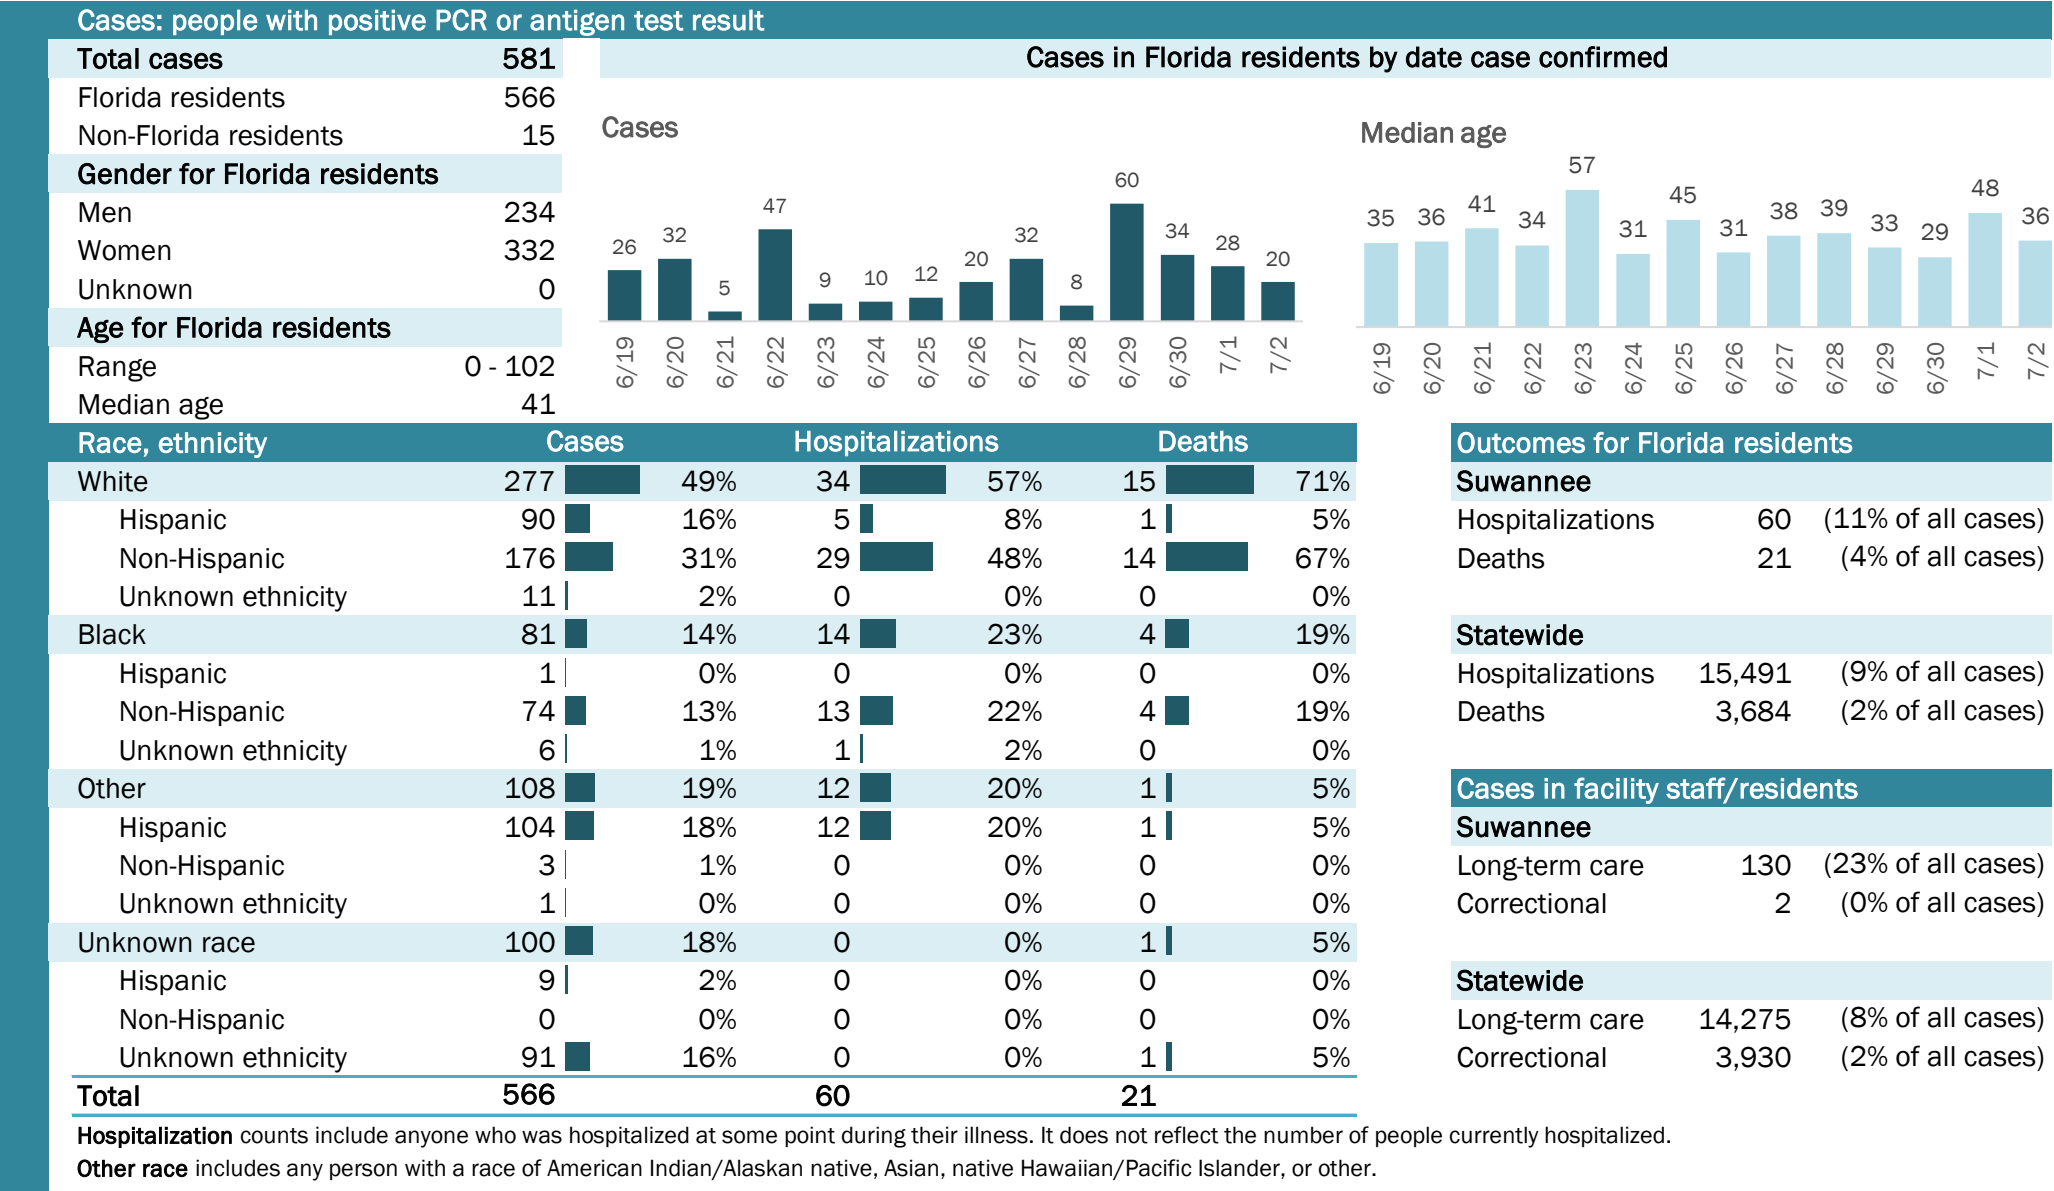 Cases: people with positive PCR or antigen test result
Total cases 581
Florida residents 566
Non-Florida residents 15
Gender for Florida residents
Men 234
Women 332
Unknown 0
Age for Florida residents
Range 0 - 102
Median age 41
Cases in Florida residents by date case confirmed
Cases
26 32 5 47 9 10 12 20 32 8 60 34 28 20
6/19 6/20 6/21 6/22 6/23 6/24 6/25 6/26 6/27 6/28 6/29 6/30 7/1 7/2
Median age
35 36 41 34 57 31 45 31 38 39 33 29 48 36
6/19 6/20 6/21 6/22 6/23 6/24 6/25 6/26 6/27 6/28 6/29 6/30 7/1 7/2
Race, ethnicity Cases Hospitalizations Deaths
White 277 49% 34 57% 15 71%
Hispanic 90 16% 5 8% 1 5%
Non-Hispanic 176 31% 29 48% 14 67%
Unknown ethnicity 11 2% 0 0% 0 0%
Black 81 14% 14 23% 4 19%
Hispanic 1 0% 0 0% 0 0%
Non-Hispanic 74 13% 13 22% 4 19%
Unknown ethnicity 6 1% 1 2% 0 0%
Other 108 19% 12 20% 1 5%
Hispanic 104 18% 12 20% 1 5%
Non-Hispanic 3 1% 0 0% 0 0%
Unknown ethnicity 1 0% 0 0% 0 0%
Unknown race 100 18% 0 0% 1 5%
Hispanic 9 2% 0 0% 0 0%
Non-Hispanic 0 0% 0 0% 0 0%
Unknown ethnicity 91 16% 0 0% 1 5%
Total 566 60 21
Outcomes for Florida residents
Suwannee
Hospitalizations 60 (11% of all cases)
Deaths 21 (4% of all cases)
Statewide
Hospitalizations 15,491 (9% of all cases)
Deaths 3,684 (2% of all cases)
Cases in facility staff/residents
Suwannee
Long-term care 130 (23% of all cases)
Correctional 2 (0% of all cases)
Statewide
Long-term care 14,275 (8% of all cases)
Correctional 3,930 (2% of all cases)
Hospitalization counts include anyone who was hospitalized at some point during their illness. It does not reflect the number of people currently hospitalized.
Other race includes any person with a race of American Indian/Alaskan native, Asian, native Hawaiian/Pacific Islander, or other.